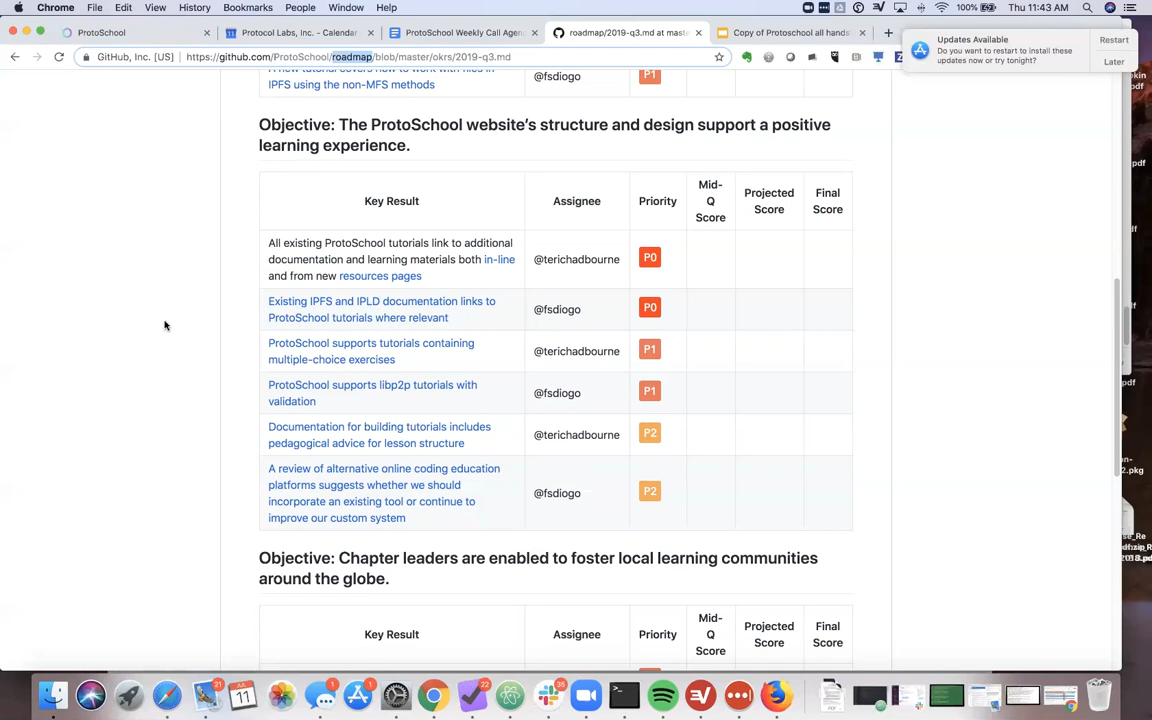 Chrome File Edit View History Bookmarks People Window Help
100% Thu 11:43 AM
ProtoSchool
Protocol Labs, Inc. - Calendar
ProtoSchool Weekly Call Agen
roadmap/2019-q3.md at maste
Copy of Protoschool all hands
GitHub, Inc. [US] https://github.com/ProtoSchool/roadmap/blob/master/okrs/2019-q3.md
Updates Available
Do you want to restart to install these
updates now or try tonight?
Restart
Later
A new tutorial covers how to work with files in
IPFS using the non-MFS methods
@fsdiogo
P1
Objective: The ProtoSchool website's structure and design support a positive
learning experience.
Key Result
Assignee
Priority
Mid-
Q
Score
Projected
Score
Final
Score
All existing ProtoSchool tutorials link to additional
documentation and learning materials both in-line
and from new resources pages
@terichadbourne
P0
Existing IPFS and IPLD documentation links to
ProtoSchool tutorials where relevant
@fsdiogo
P0
ProtoSchool supports tutorials containing
multiple-choice exercises
@terichadbourne
P1
ProtoSchool supports libp2p tutorials with
validation
@fsdiogo
P1
Documentation for building tutorials includes
pedagogical advice for lesson structure
@terichadbourne
P2
A review of alternative online coding education
platforms suggests whether we should
incorporate an existing tool or continue to
improve our custom system
@fsdiogo
P2
Objective: Chapter leaders are enabled to foster local learning communities
around the globe.
Key Result
Assignee
Priority
Mid-
Q
Score
Projected
Score
Final
Score